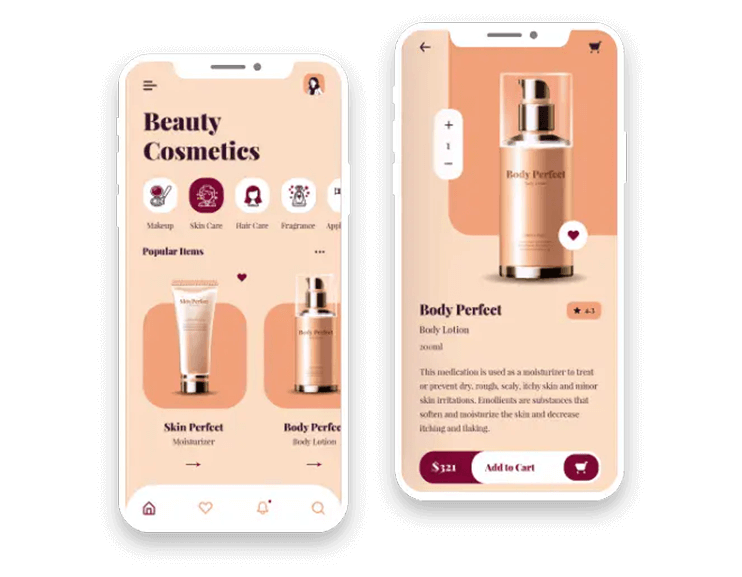 Beauty
Cosmetics
Makeup
Skin Care
Hair Care
Fragrance
Popular Items
Skin Perfect
Body Perfect
Skin Perfect
Moisturizer
Body Perfec
Body Lotion
1
Body Perfect
Body Perfect
4.3
Body Lotion
200ml
This medication is used as a moisturizer to treat
or prevent dry, rough, scaly, itchy skin and minor
skin irritations. Emollients are substances that
soften and moisturize the skin and decrease
itching and flaking.
$321
Add to Cart